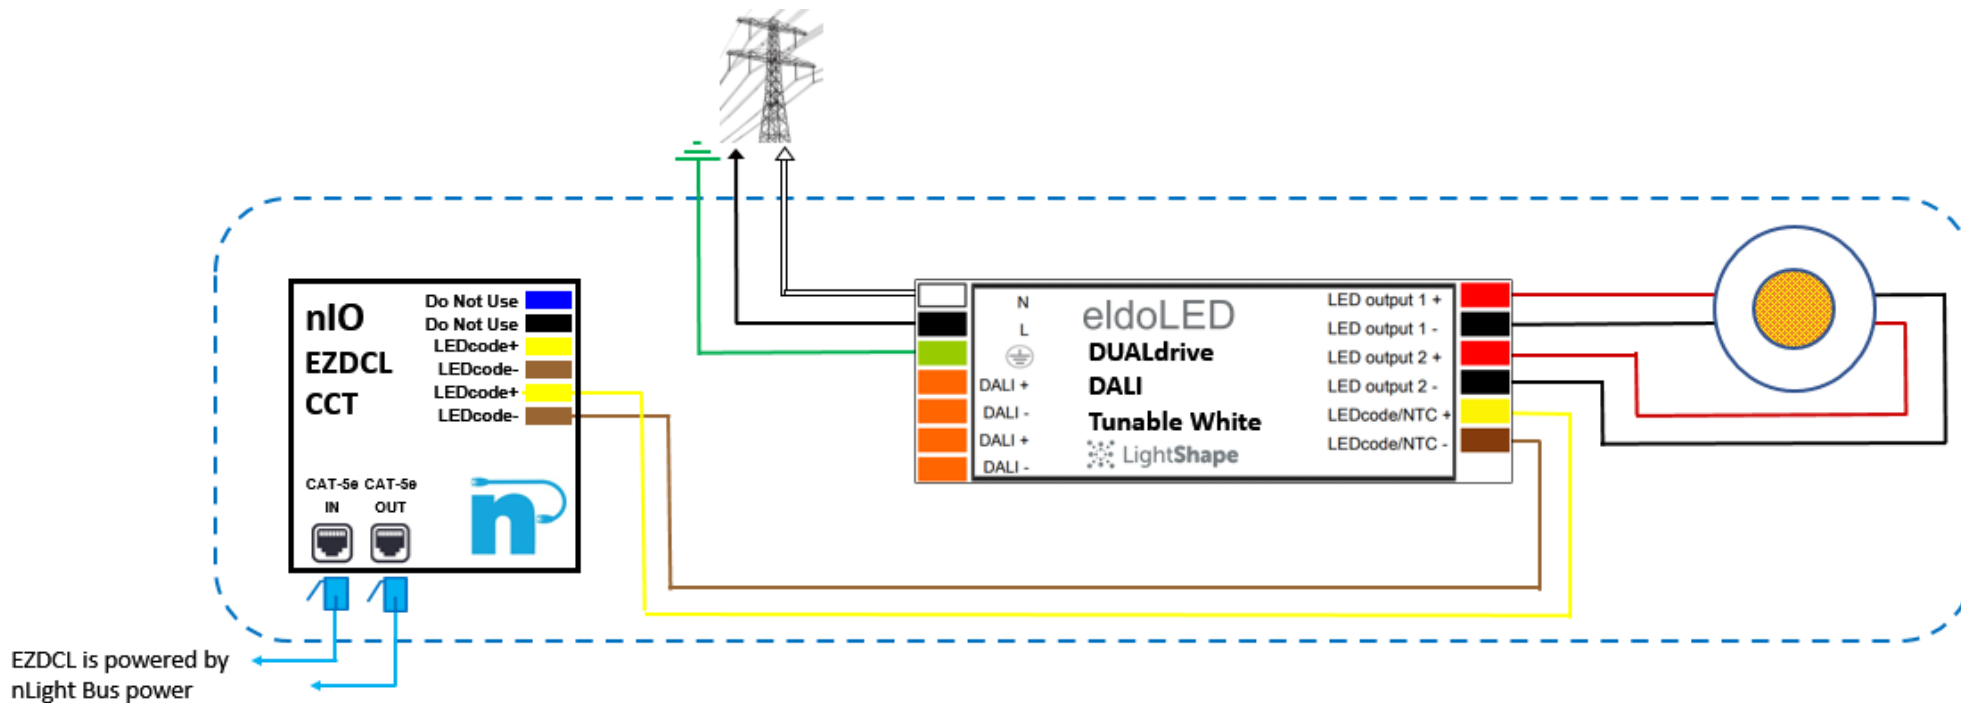 nIO
EZDCL
CCT
Do Not Use
Do Not Use
LEDcode+
LEDcode-
LEDcode+
LEDcode-
CAT-5e CAT-5e
IN OUT
n
EZDCL is powered by
nLight Bus power
N
L
DALI +
DALI -
DALI +
DALI -
eldoLED
DUALdrive
DALI
Tunable White
LightShape
LED output 1 +
LED output 1 -
LED output 2 +
LED output 2 -
LEDcode/NTC +
LEDcode/NTC -